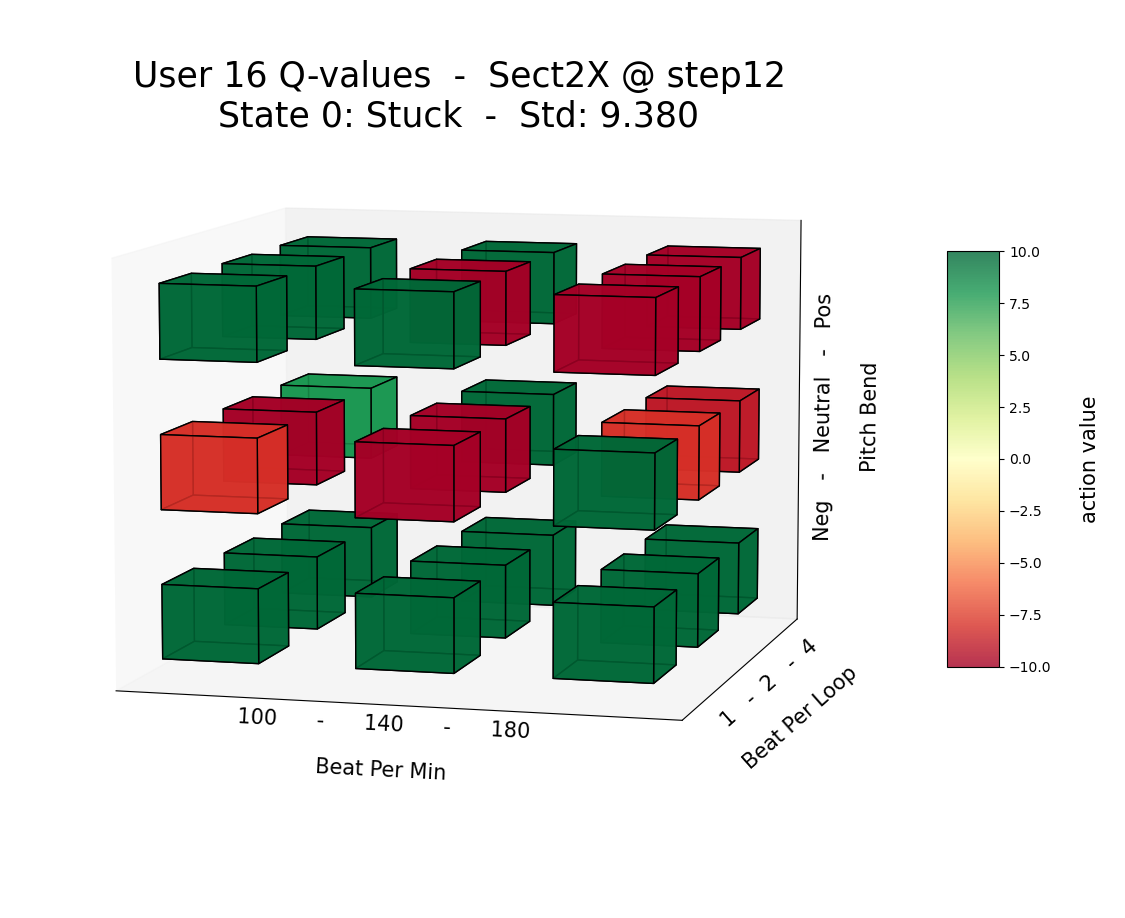 User 16 Q-values  -  Sect2X @ step12
State 0: Stuck  -  Std: 9.380
Neg  -  Neutral  -  Pos
Pitch Bend
10.0
7.5
5.0
2.5
0.0
−2.5
−5.0
−7.5
−10.0
action value
1  -  2  -  4
Beat Per Loop
100  -  140  -  180
Beat Per Min